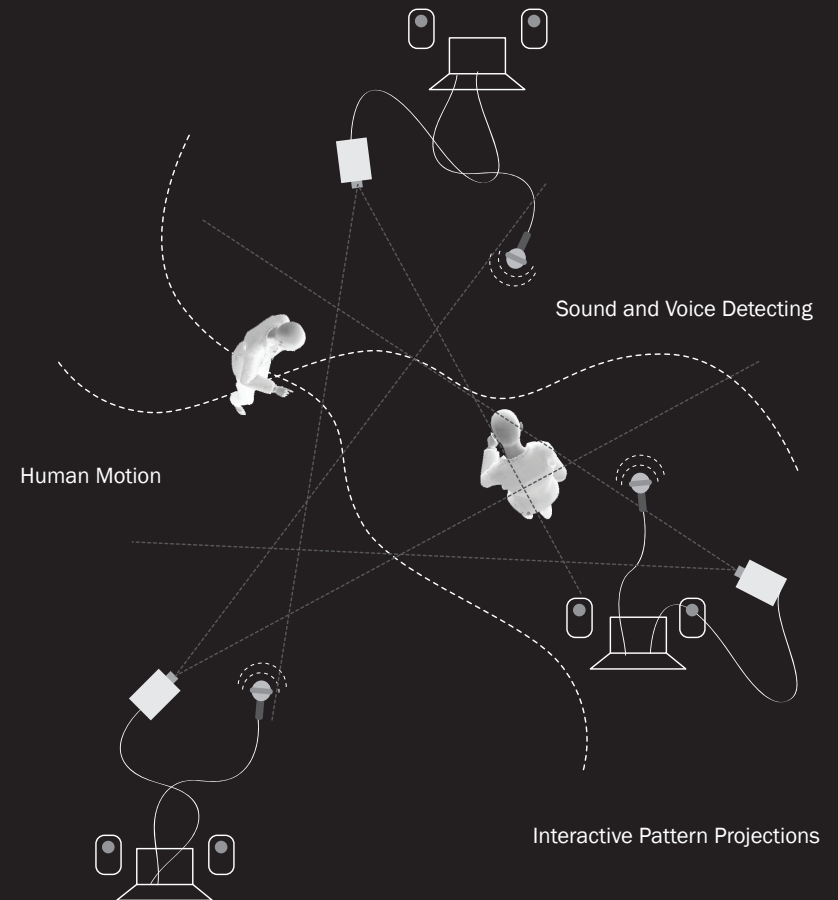 Sound and Voice Detecting
Human Motion
Interactive Pattern Projections